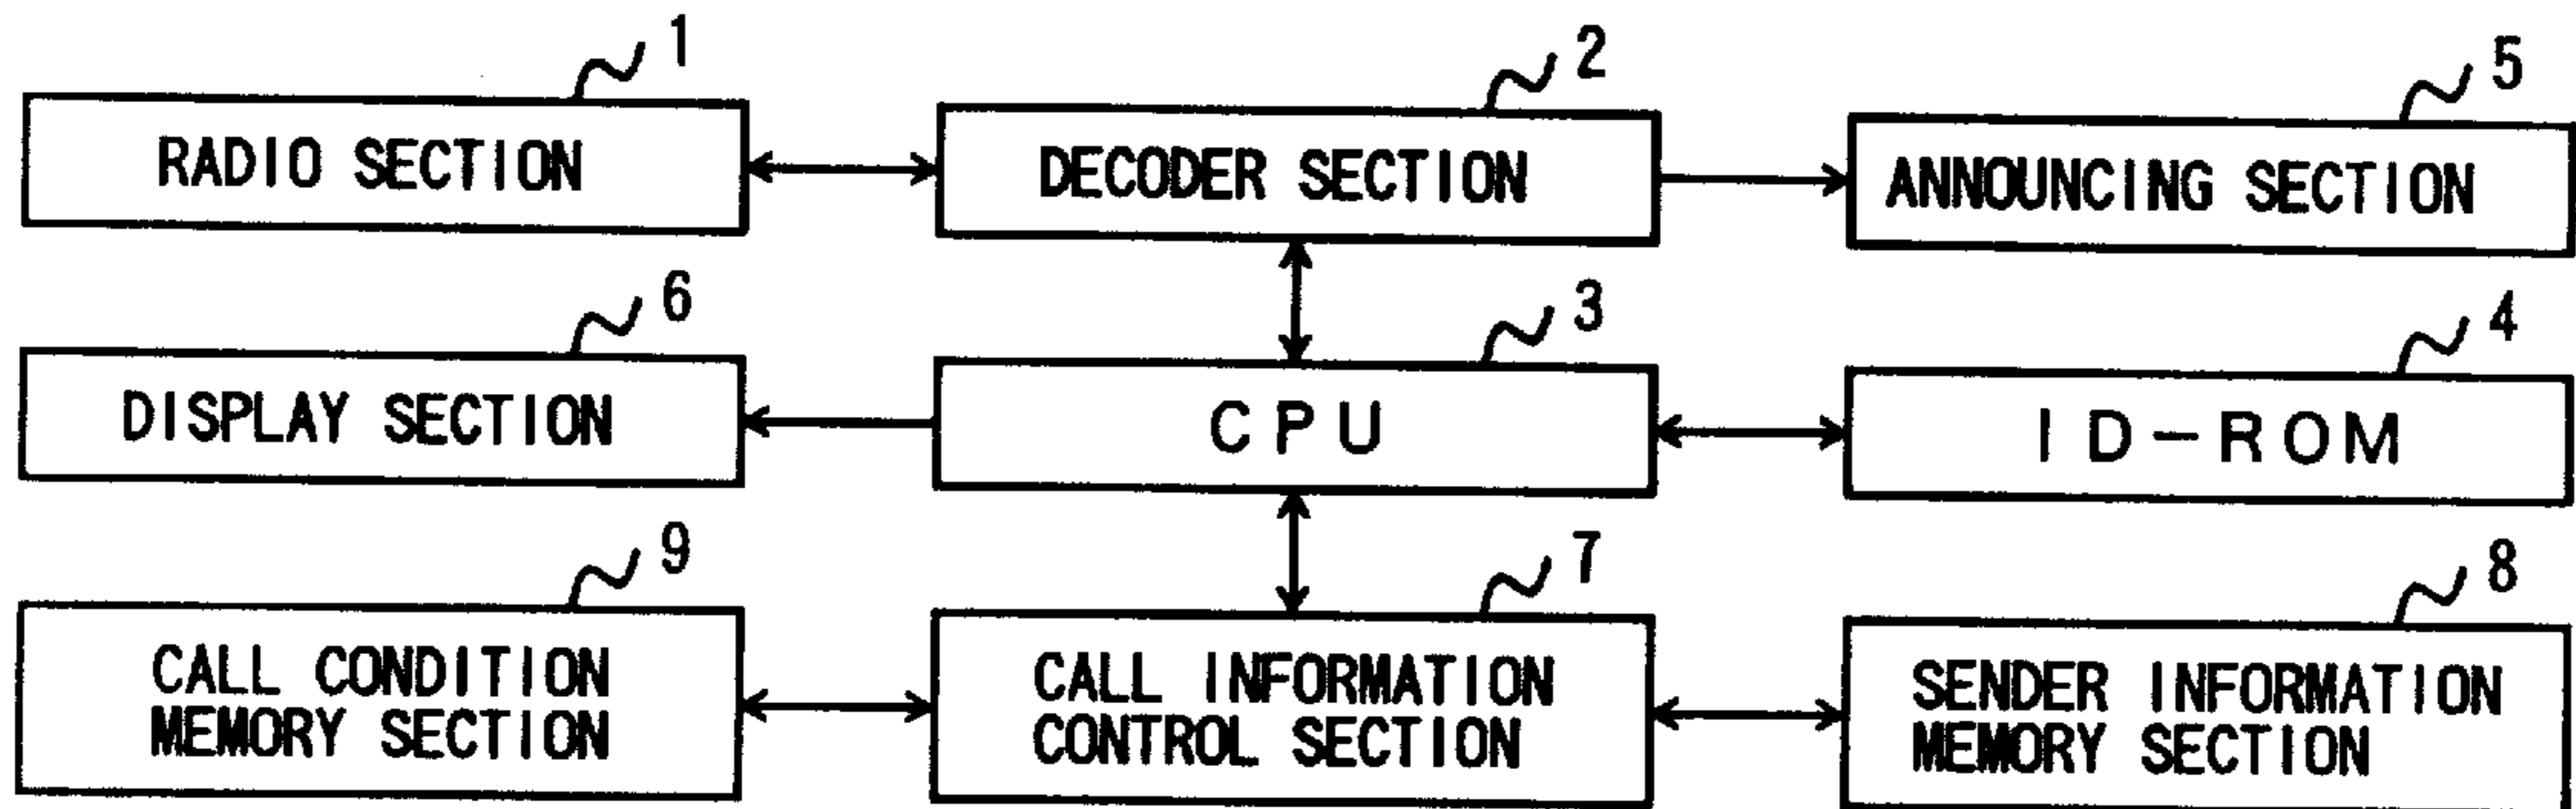 1
2
5
RADIO SECTION
DECODER SECTION
ANNOUNCING SECTION
6
3
4
DISPLAY SECTION
CPU
ID-ROM
9
7
8
CALL CONDITION
MEMORY SECTION
CALL INFORMATION
CONTROL SECTION
SENDER INFORMATION
MEMORY SECTION